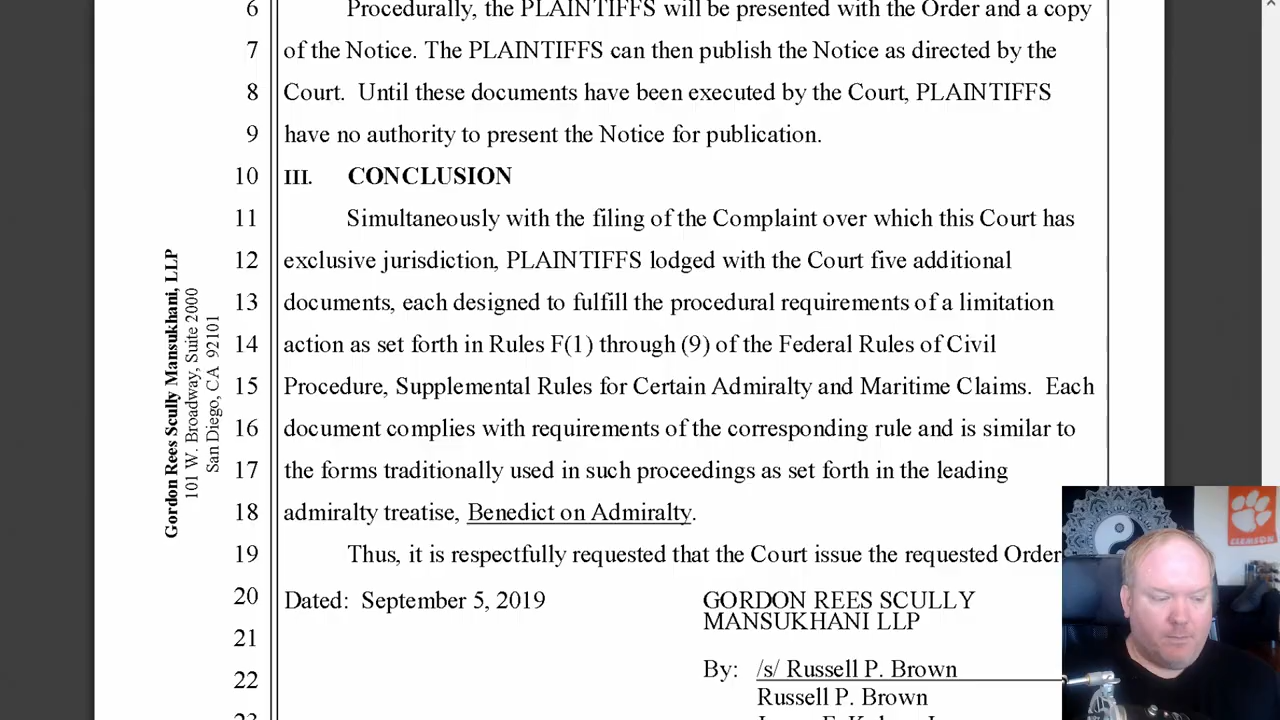 6 Procedurally, the PLAINTIFFS will be presented with the Order and a copy
7 of the Notice. The PLAINTIFFS can then publish the Notice as directed by the
8 Court. Until these documents have been executed by the Court, PLAINTIFFS
9 have no authority to present the Notice for publication.
10 III. CONCLUSION
11 Simultaneously with the filing of the Complaint over which this Court has
12 exclusive jurisdiction, PLAINTIFFS lodged with the Court five additional
13 documents, each designed to fulfill the procedural requirements of a limitation
14 action as set forth in Rules F(1) through (9) of the Federal Rules of Civil
15 Procedure, Supplemental Rules for Certain Admiralty and Maritime Claims. Each
16 document complies with requirements of the corresponding rule and is similar to
17 the forms traditionally used in such proceedings as set forth in the leading
18 admiralty treatise, Benedict on Admiralty.
19 Thus, it is respectfully requested that the Court issue the requested Order
20 Dated: September 5, 2019 GORDON REES SCULLY
21 MANSUKHANI LLP
22 By: /s/ Russell P. Brown
Russell P. Brown
Gordon Rees Scully Mansukhani, LLP
101 W. Broadway, Suite 2000
San Diego, CA 92101
CLEMSON